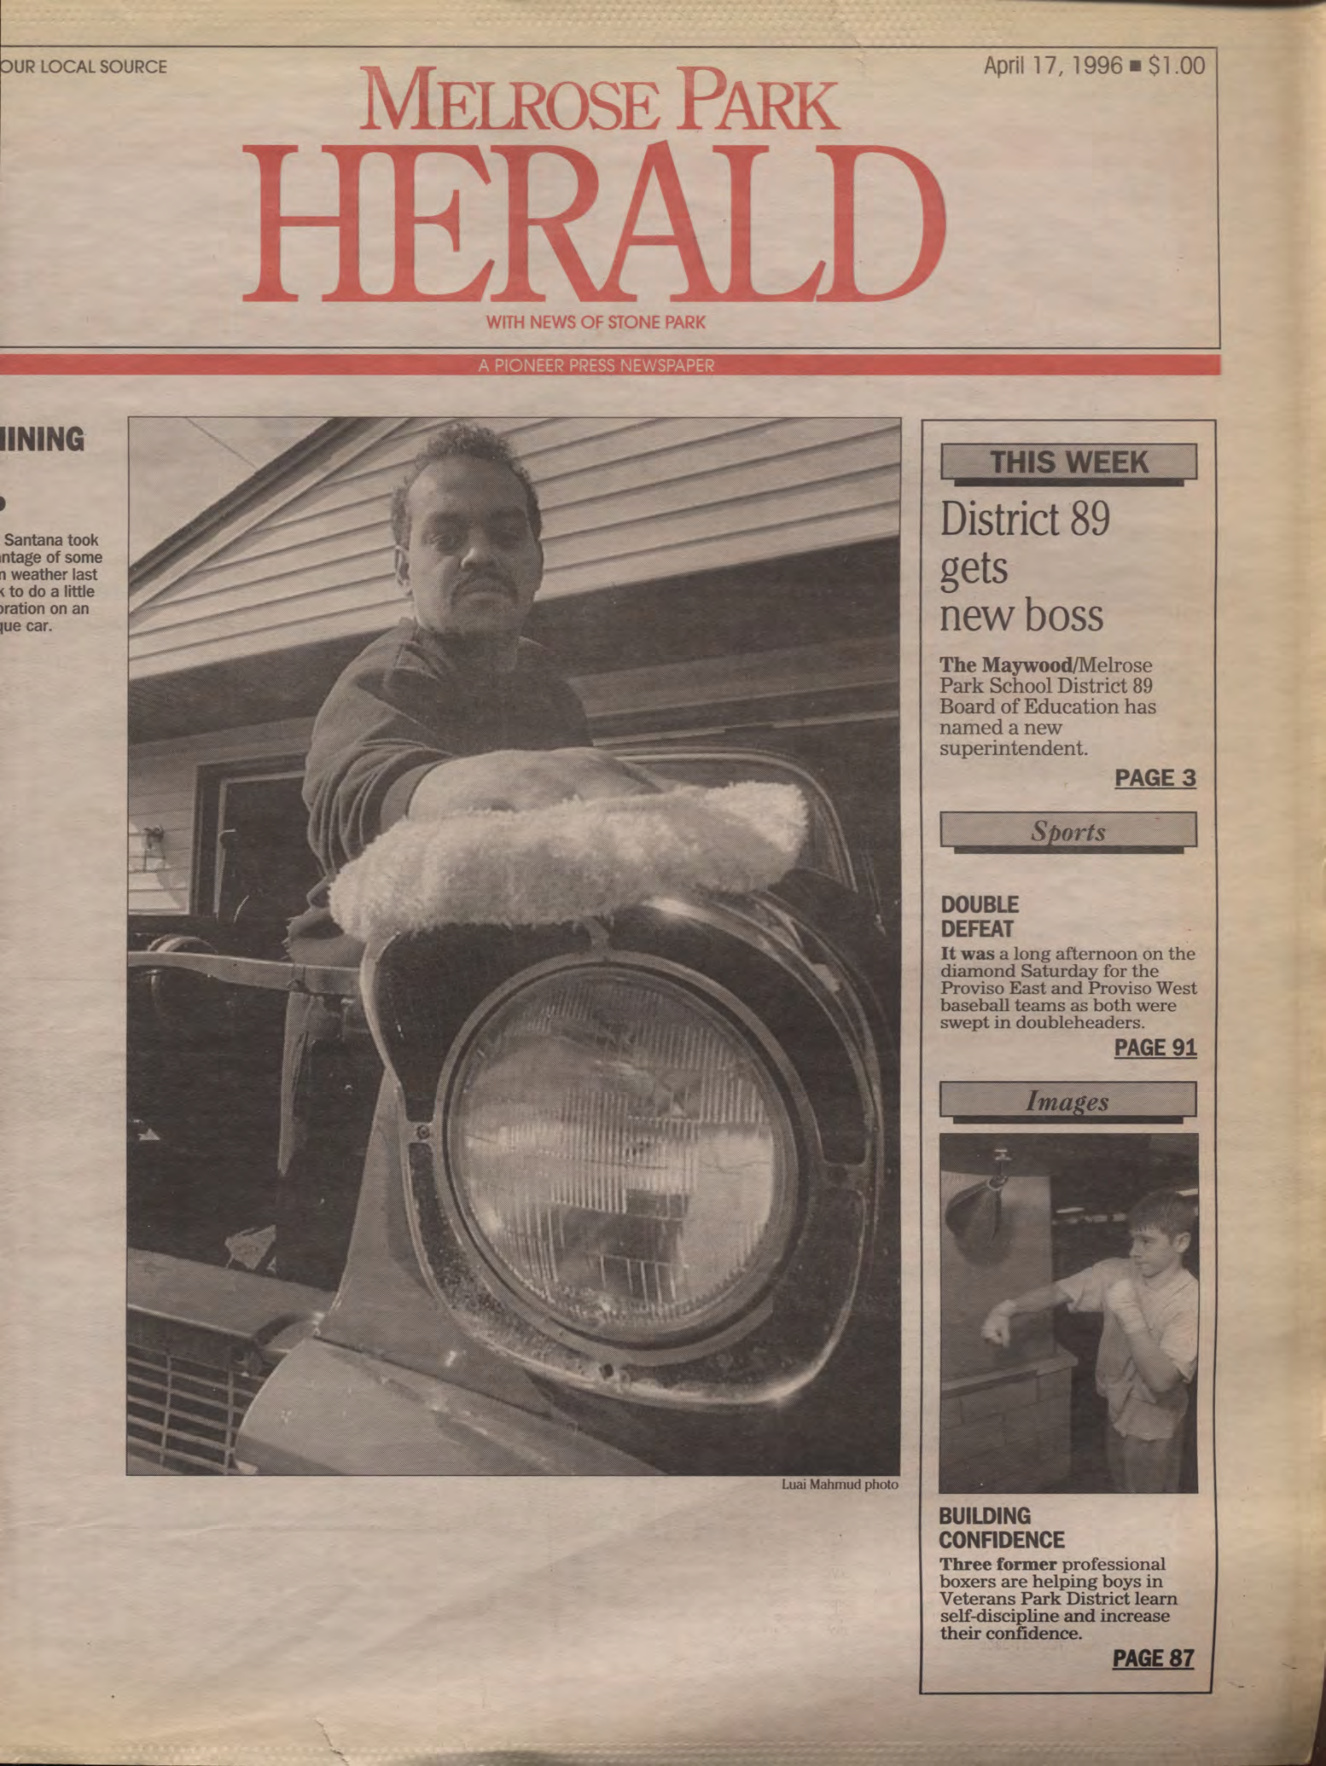 OUR LOCAL SOURCE
April 17, 1996 ■ $1.00
MELROSE PARK
HERALD
WITH NEWS OF STONE PARK
A PIONEER PRESS NEWSPAPER
Santana took
of some
weather last
to do a little
on an
car.
Luai Mahmud photo
THIS WEEK
District 89
gets
new boss
The Maywood/Melrose
Park School District 89
Board of Education has
named a new
superintendent.
PAGE 3
Sports
DOUBLE
DEFEAT
It was a long afternoon on the
diamond Saturday for the
Proviso East and Proviso West
baseball teams as both were
swept in doubleheaders.
PAGE 91
Images
BUILDING
CONFIDENCE
Three former professional
boxers are helping boys in
Veterans Park District learn
self-discipline and increase
their confidence.
PAGE 87